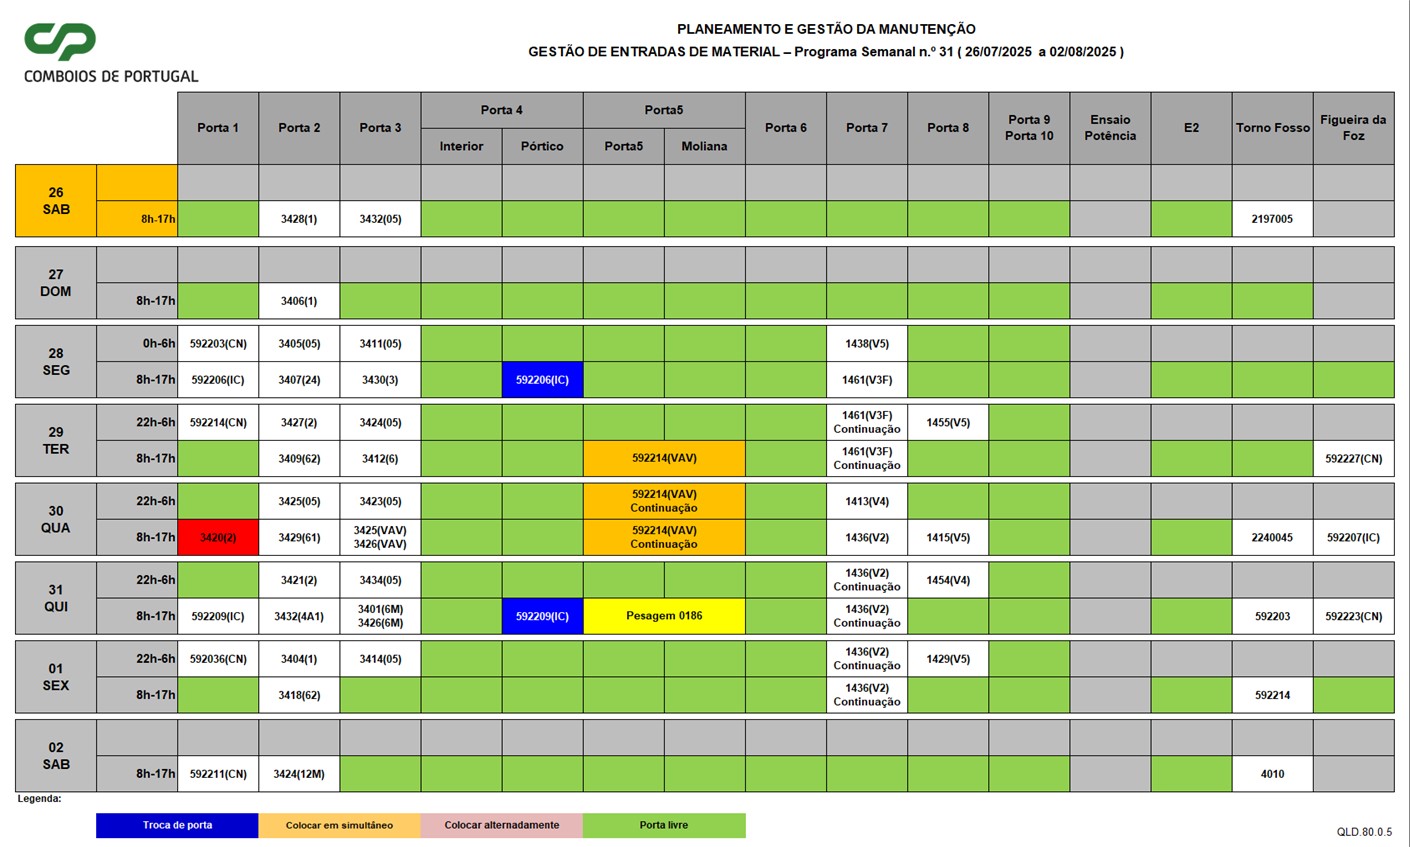 PLANEAMENTO E GESTÃO DA MANUTENÇÃO
GESTÃO DE ENTRADAS DE MATERIAL – Programa Semanal n.º 31 ( 26/07/2025 a 02/08/2025 )
CP
COMBOIOS DE PORTUGAL
Porta 1 Porta 2 Porta 3 Porta 4 Porta5 Porta 6 Porta 7 Porta 8 Porta 9 Porta 10 Ensaio Potência E2 Torno Fosso Figueira da Foz
Interior Pórtico Porta5 Moliana
26
SAB
8h-17h 3428(1) 3432(05) 2197005
27
DOM
8h-17h 3406(1)
28
SEG
0h-6h 592203(CN) 3405(05) 3411(05) 1438(V5)
8h-17h 592206(IC) 3407(24) 3430(3) 592206(IC) 1461(V3F)
29
TER
22h-6h 592214(CN) 3427(2) 3424(05) 1461(V3F) Continuação 1455(V5)
8h-17h 3409(62) 3412(6) 592214(VAV) 1461(V3F) Continuação 592227(CN)
30
QUA
22h-6h 3425(05) 3423(05) 592214(VAV) Continuação 1413(V4)
8h-17h 3420(2) 3429(61) 3425(VAV) 3426(VAV) 592214(VAV) Continuação 1436(V2) 1415(V5) 2240045 592207(IC)
31
QUI
22h-6h 3421(2) 3434(05) 1436(V2) Continuação 1454(V4)
8h-17h 592209(IC) 3432(4A1) 3401(6M) 3426(6M) 592209(IC) Pesagem 0186 1436(V2) Continuação 592203 592223(CN)
01
SEX
22h-6h 592036(CN) 3404(1) 3414(05) 1436(V2) Continuação 1429(V5)
8h-17h 3418(62) 1436(V2) Continuação 592214
02
SAB
8h-17h 592211(CN) 3424(12M) 4010
Legenda:
Troca de porta Colocar em simultáneo Colocar alternadamente Porta livre
QLD.80.0.5